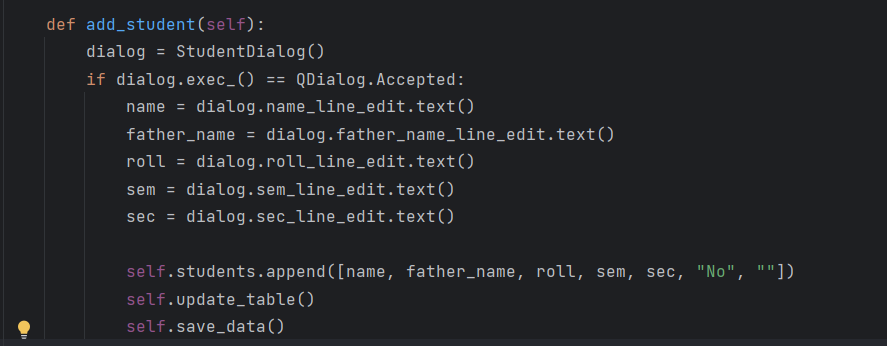 def add_student(self):
    dialog = StudentDialog()
    if dialog.exec_() == QDialog.Accepted:
        name = dialog.name_line_edit.text()
        father_name = dialog.father_name_line_edit.text()
        roll = dialog.roll_line_edit.text()
        sem = dialog.sem_line_edit.text()
        sec = dialog.sec_line_edit.text()

        self.students.append([name, father_name, roll, sem, sec, "No", ""])
        self.update_table()
        self.save_data()